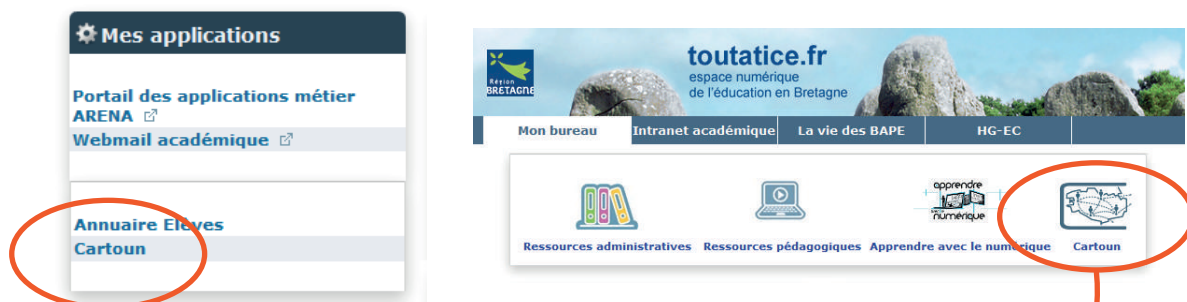 Mes applications
Portail des applications métier
ARENA
Webmail académique
Annuaire Elèves
Cartoun
Région
BRETAGNE
toutatice.fr
espace numérique
de l'éducation en Bretagne
Mon bureau
Intranet académique
La vie des BAPE
HG-EC
apprendre
numérique
Ressources administratives
Ressources pédagogiques
Apprendre avec le numérique
Cartoun